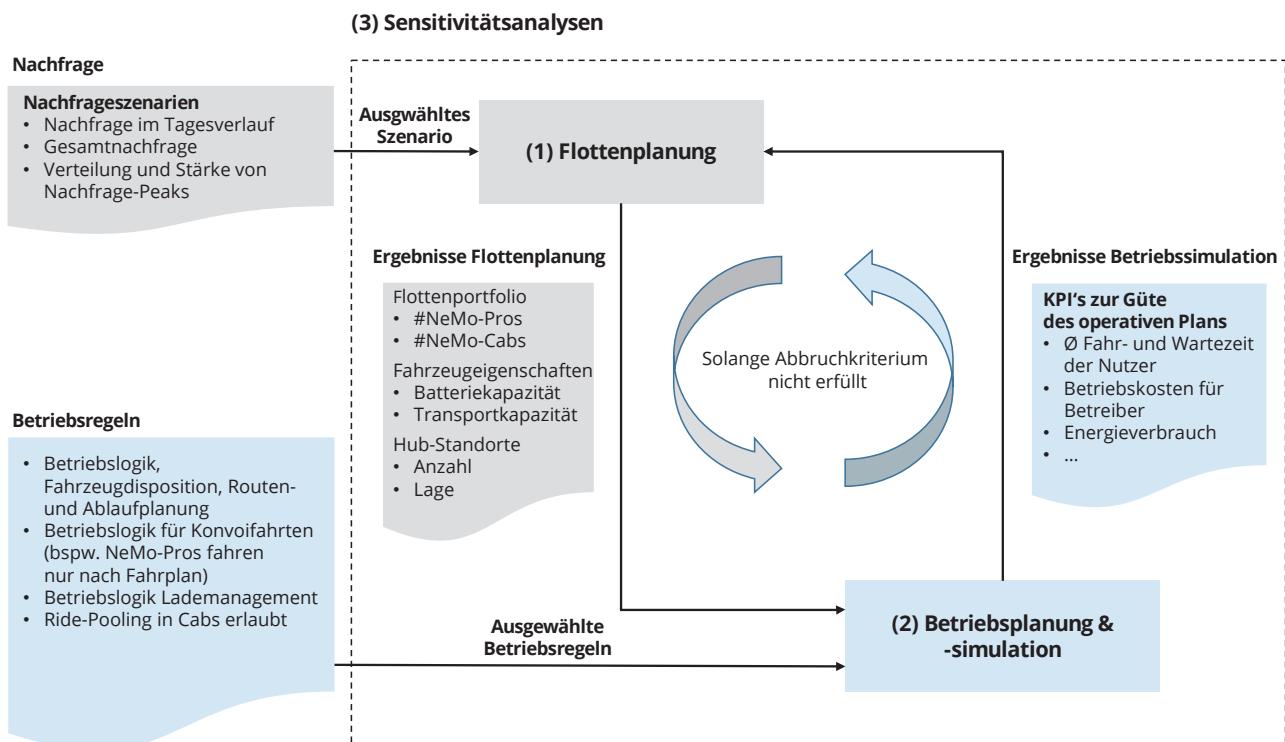 (3) Sensitivitätsanalysen
Nachfrage
Nachfrageszenarien
• Nachfrage im Tagesverlauf
• Gesamtnachfrage
• Verteilung und Stärke von
Nachfrage-Peaks
Ausgwähltes
Szenario
(1) Flottenplanung
Ergebnisse Flottenplanung
Flottenportfolio
• #NeMo-Pros
• #NeMo-Cabs
Fahrzeugeigenschaften
• Batteriekapazität
• Transportkapazität
Hub-Standorte
• Anzahl
• Lage
Solange Abbruchkriterium
nicht erfüllt
Ergebnisse Betriebssimulation
KPI‘s zur Güte
des operativen Plans
• Ø Fahr- und Wartezeit
der Nutzer
• Betriebskosten für
Betreiber
• Energieverbrauch
• ...
Betriebsregeln
• Betriebslogik,
Fahrzeugdisposition, Routen-
und Ablaufplanung
• Betriebslogik für Konvoifahrten
(bspw. NeMo-Pros fahren
nur nach Fahrplan)
• Betriebslogik Lademanagement
• Ride-Pooling in Cabs erlaubt
Ausgewählte
Betriebsregeln
(2) Betriebsplanung &
-simulation